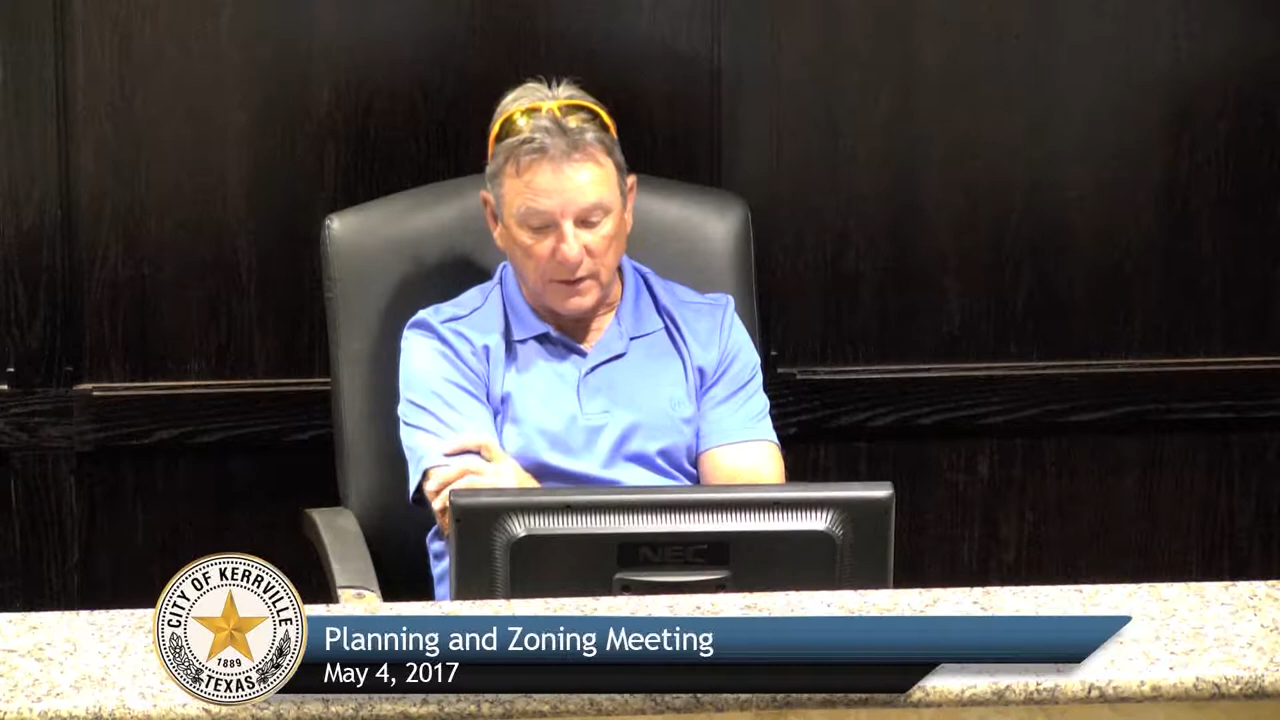 NEC
CITY OF KERRVILLE
1889
TEXAS
Planning and Zoning Meeting
May 4, 2017